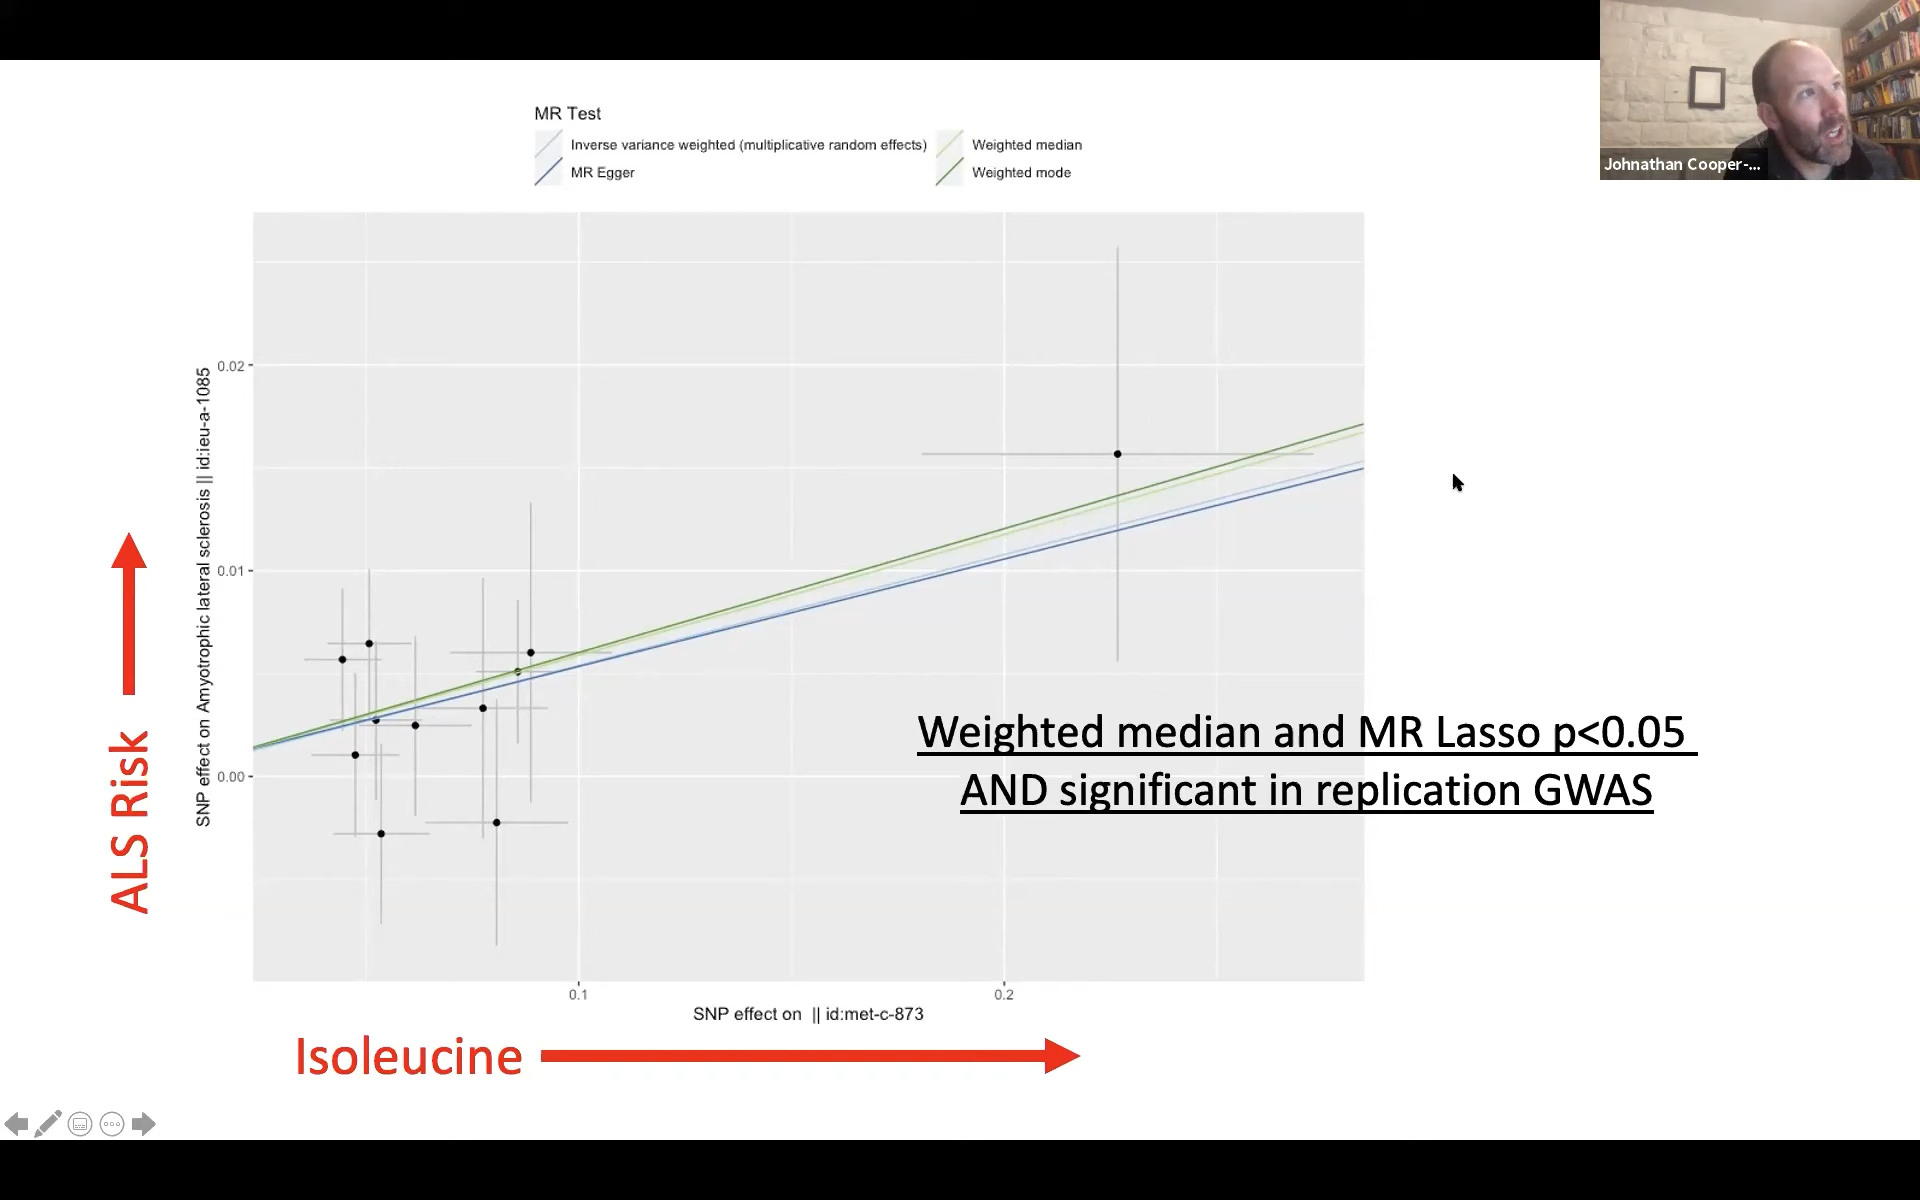 Johnathan Cooper-...
MR Test
Inverse variance weighted (multiplicative random effects)
Weighted median
MR Egger
Weighted mode
SNP effect on Amyotrophic lateral sclerosis || id:ieu-a-1085
0.02
0.01
0.00
ALS Risk
Weighted median and MR Lasso p<0.05
AND significant in replication GWAS
0.1
0.2
SNP effect on || id:met-c-873
Isoleucine